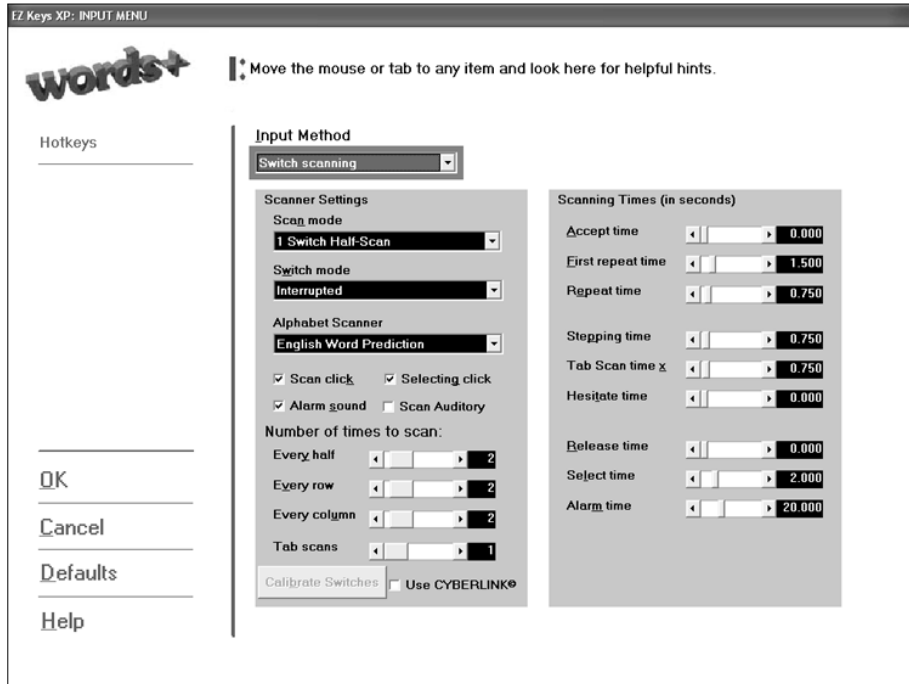 EZ Keys XP: INPUT MENU
words+
Move the mouse or tab to any item and look here for helpful hints.
Hotkeys
Input Method
Switch scanning
Scanner Settings
Scan mode
1 Switch Half-Scan
Switch mode
Interrupted
Alphabet Scanner
English Word Prediction
Scan click Selecting click
Alarm sound Scan Auditory
Number of times to scan:
Every half 2
Every row 2
Every column 2
Tab scans 1
Calibrate Switches Use CYBERLINK©
Scanning Times (in seconds)
Accept time 0.000
First repeat time 1.500
Repeat time 0.750
Stepping time 0.750
Tab Scan time x 0.750
Hesitate time 0.000
Release time 0.000
Select time 2.000
Alarm time 20.000
OK
Cancel
Defaults
Help